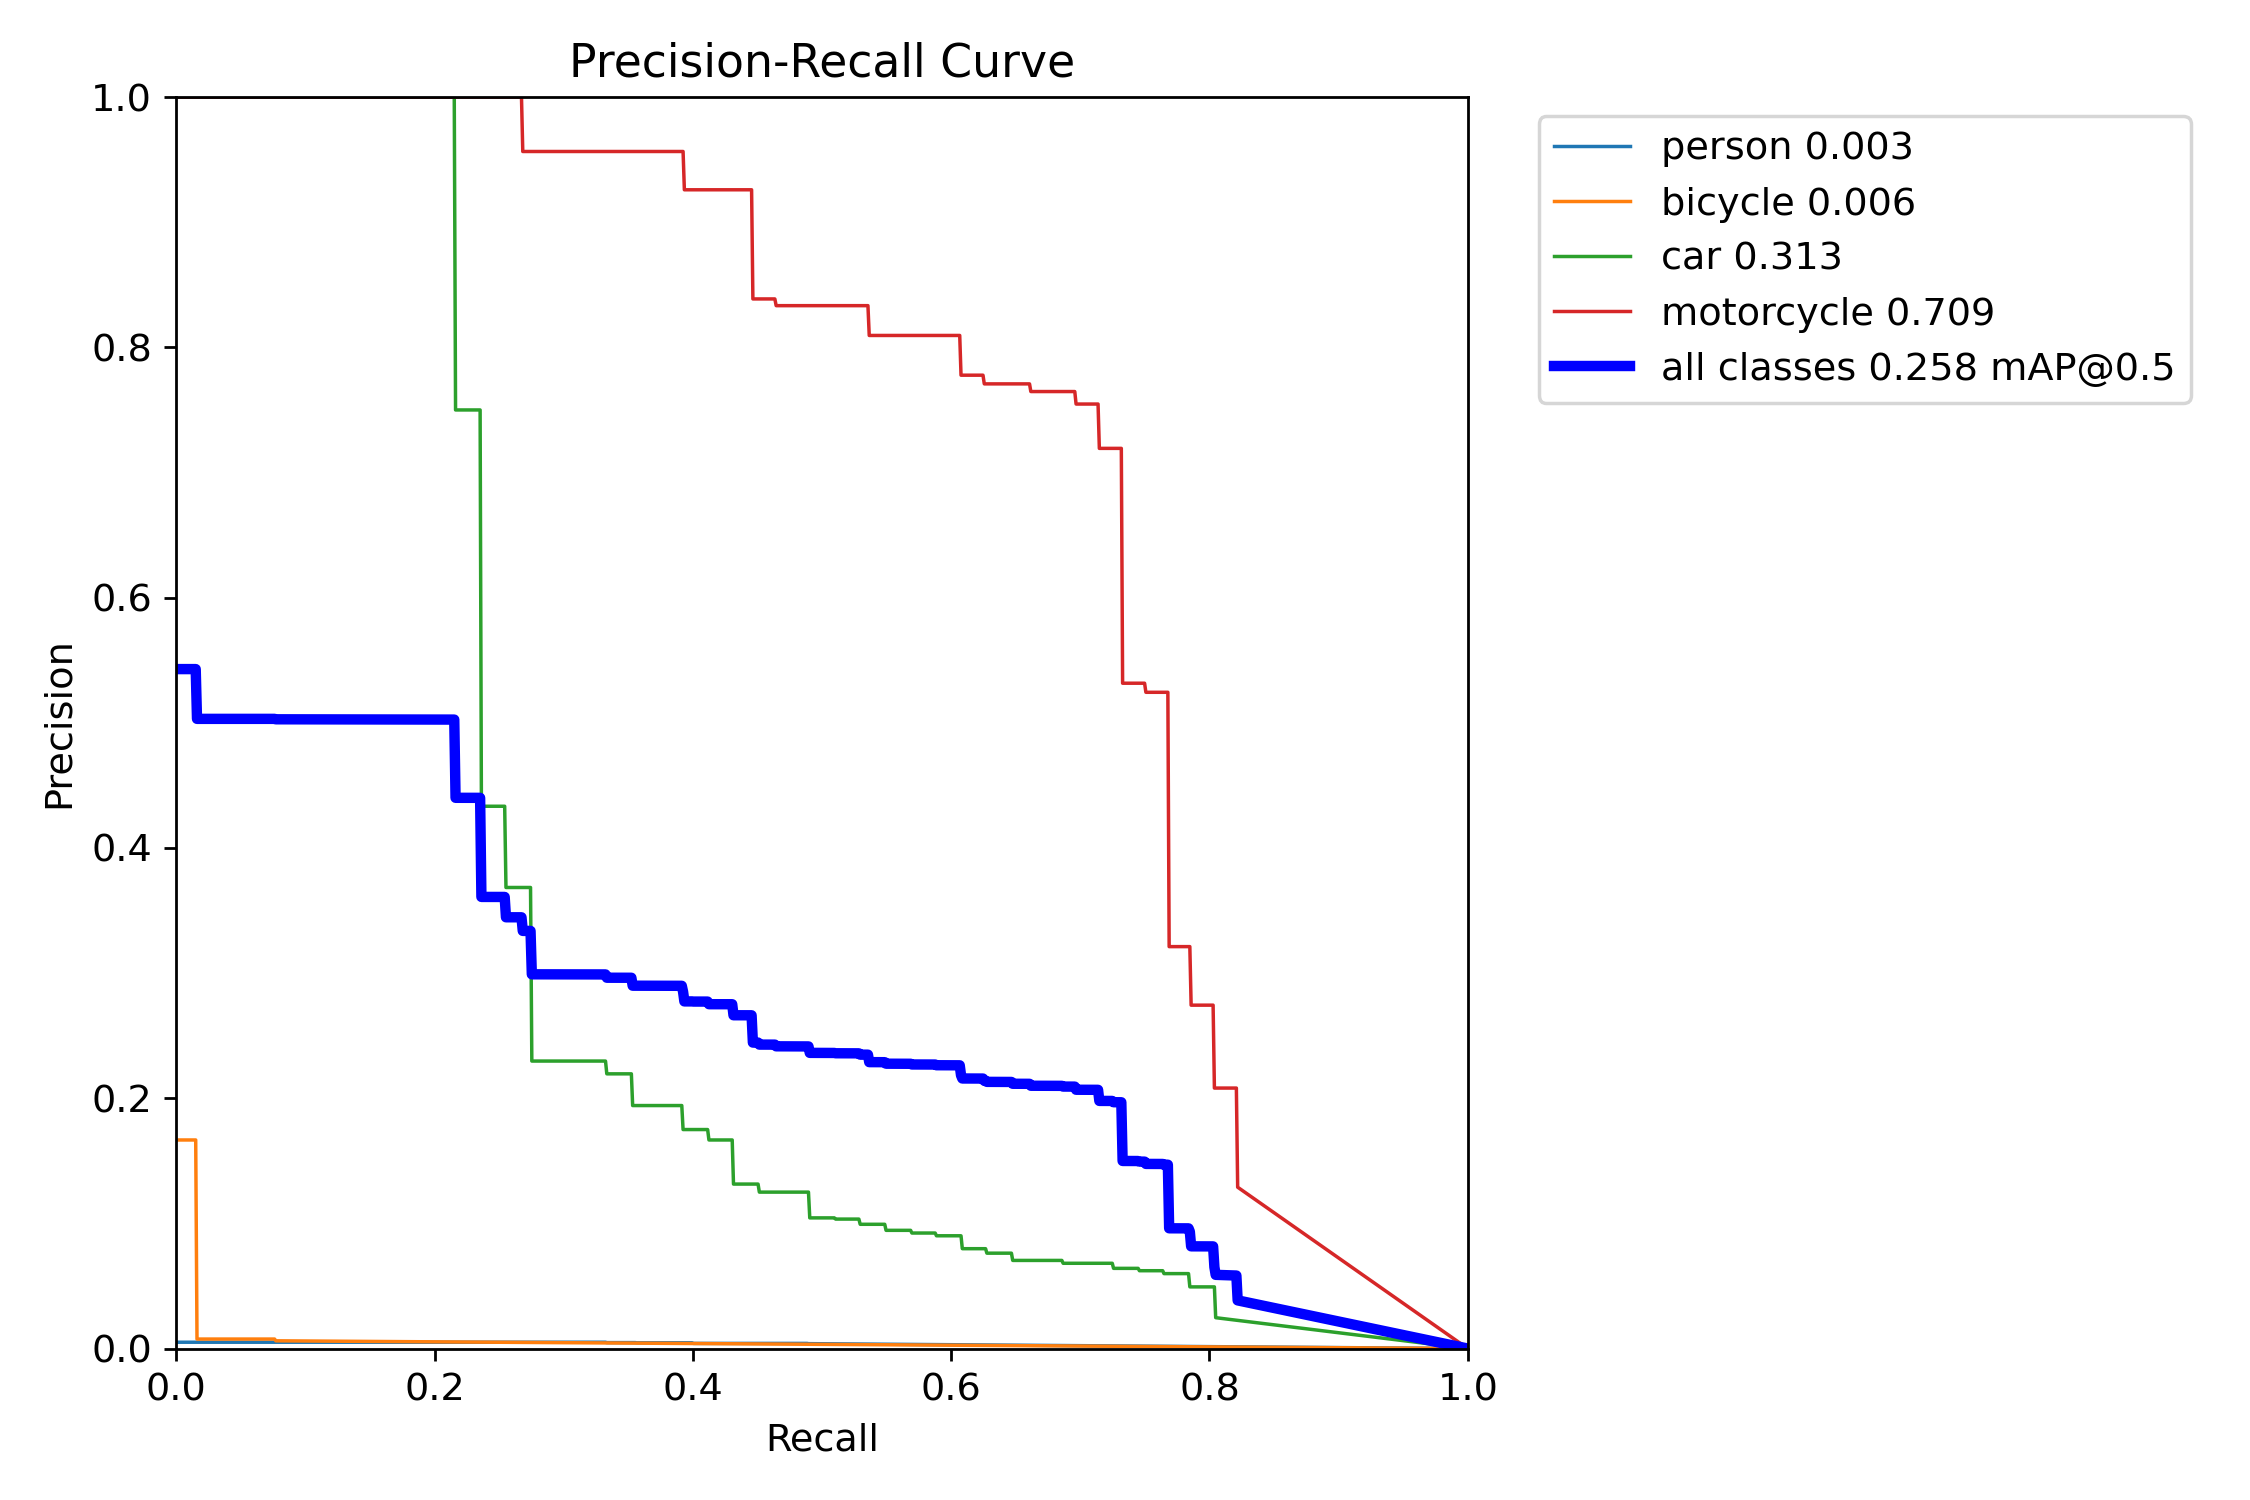 Precision-Recall Curve
1.0
0.8
0.6
0.4
0.2
0.0
Precision
0.0 0.2 0.4 0.6 0.8 1.0
Recall
person 0.003
bicycle 0.006
car 0.313
motorcycle 0.709
all classes 0.258 mAP@0.5